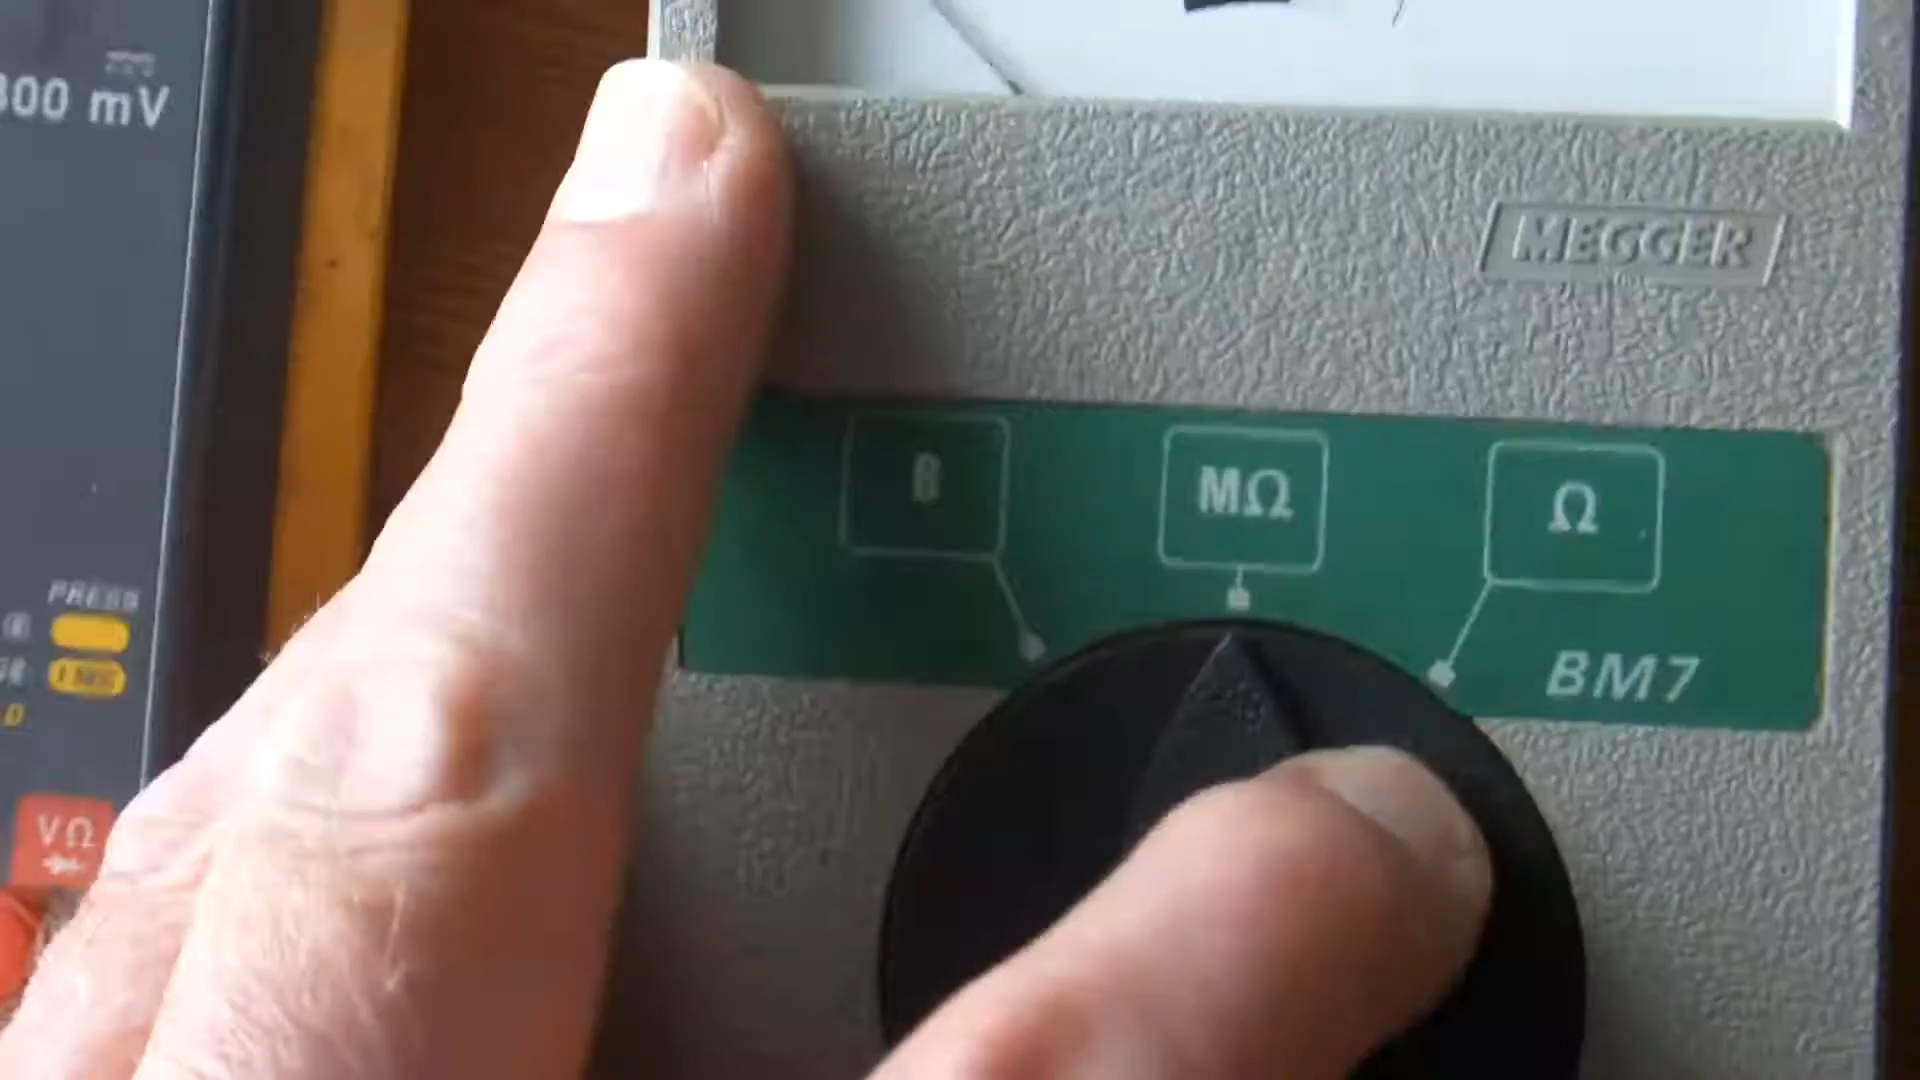 300 mV
MEGGER
B
MΩ
Ω
BM7
PRESS
VΩ